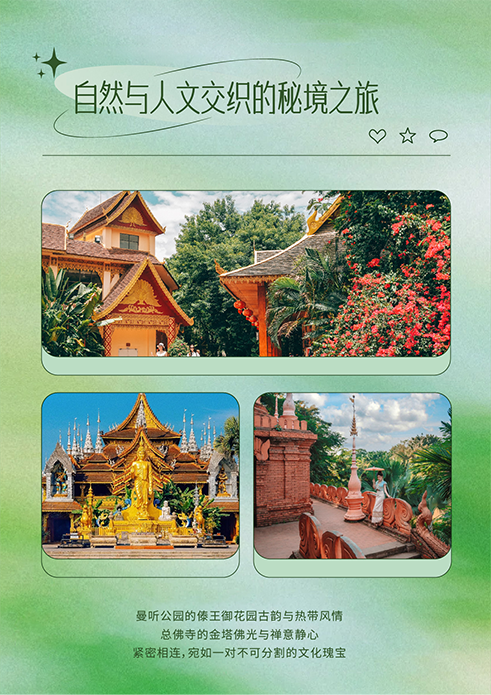 自然与人文交织的秘境之旅
曼听公园的傣王御花园古韵与热带风情
总佛寺的金塔佛光与禅意静心
紧密相连,宛如一对不可分割的文化瑰宝